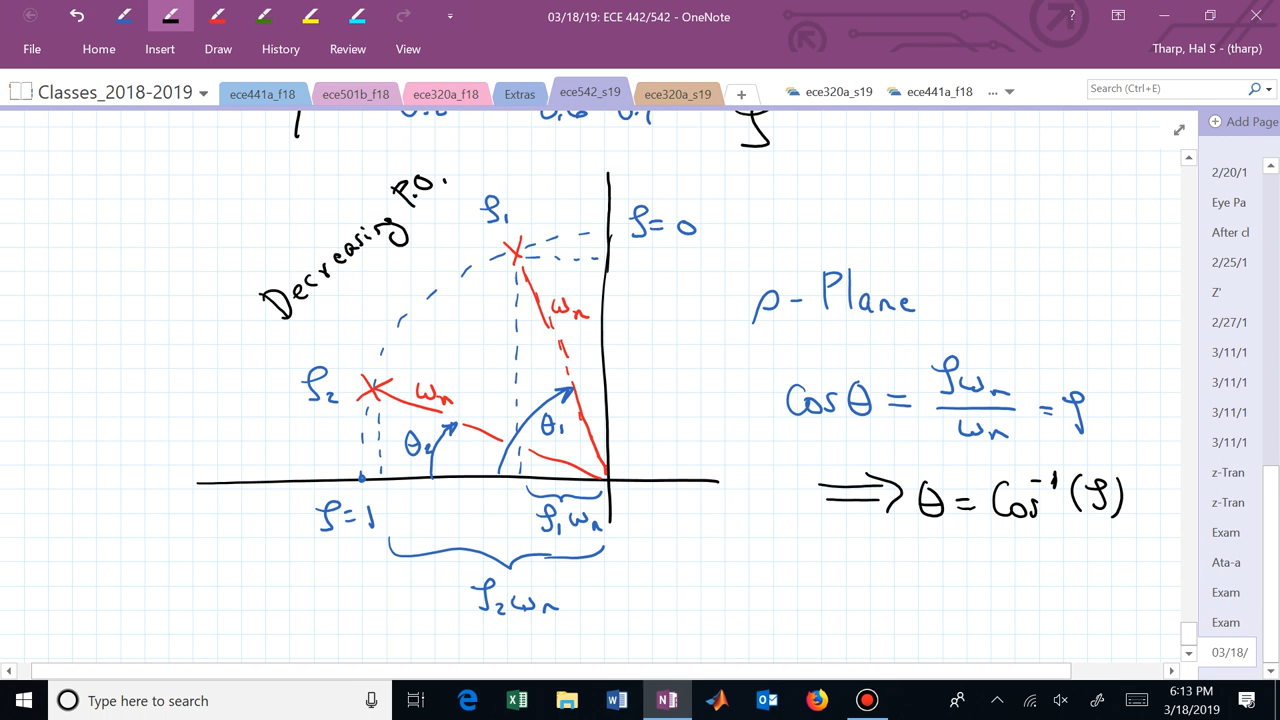 03/18/19: ECE 442/542 - OneNote
File Home Insert Draw History Review View
Tharp, Hal S - (tharp)
Classes_2018-2019
ece441a_f18 ece501b_f18 ece320a_f18 Extras ece542_s19 ece320a_s19
ece320a_s19 ece441a_f18
Search (Ctrl+E)
Add Page
2/20/1
Eye Pa
After cl
2/25/1
Z'
2/27/1
3/11/1
3/11/1
3/11/1
3/11/1
z-Tran
z-Tran
Exam
Ata-a
Exam
Exam
03/18/
Decreasing P.O.
ζ₁
ζ = 0
ωn
ζ₂
ωn
θ₂
θ₁
ζ = 1
ζ₁ωn
ζ₂ωn
Plane
Cos θ = ζωn / ωn = ζ
⟹ θ = Cos⁻¹(ζ)
Type here to search
6:13 PM
3/18/2019